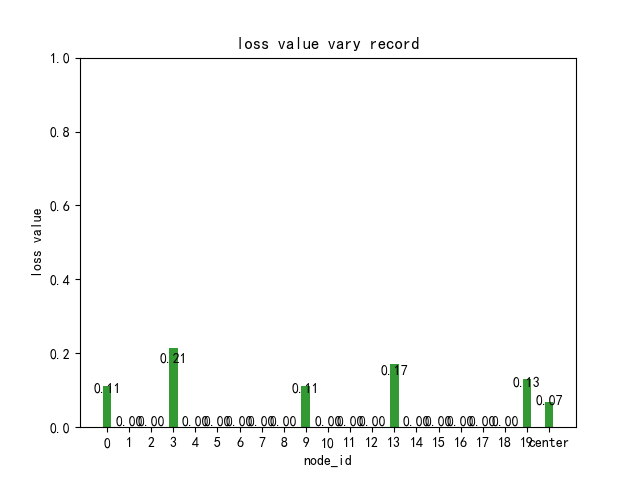 loss value vary record
1.0
0.8
0.6
0.4
0.2
0.0
loss value
0.11 0.00 0.00 0.21 0.00 0.00 0.00 0.00 0.00 0.11 0.00 0.00 0.00 0.17 0.00 0.00 0.00 0.00 0.00 0.13 0.07
0 1 2 3 4 5 6 7 8 9 10 11 12 13 14 15 16 17 18 19 center
node_id